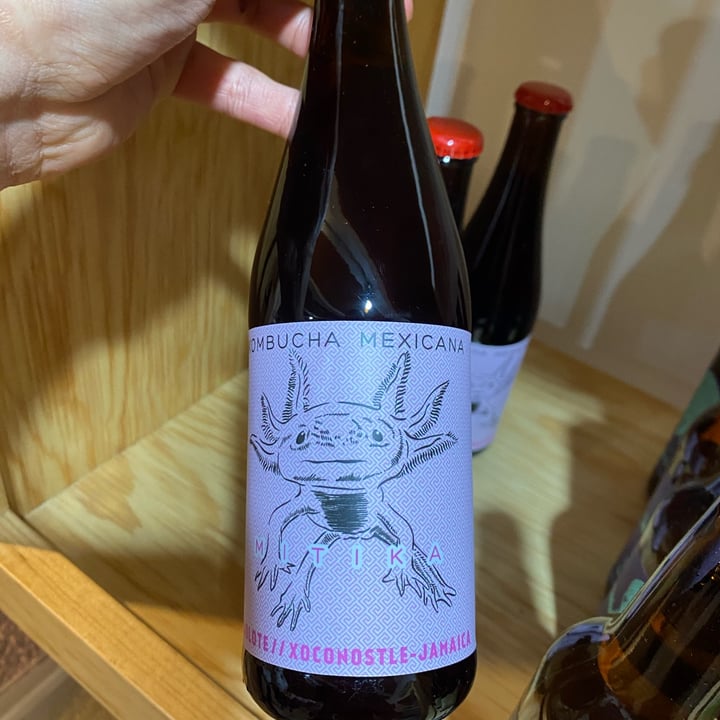 OMBUCHA MEXICANA
MITIKA
LOTE//XOCONOSTLE-JAMAICA